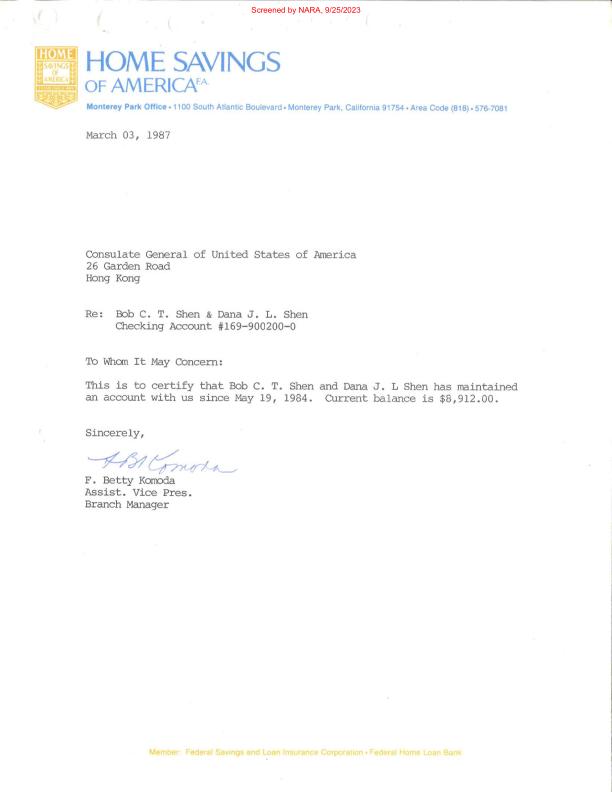 Screened by NARA, 9/25/2023
HOME
SAVINGS
OF
AMERICA
HOME SAVINGS
OF AMERICA F.A.
Monterey Park Office • 1100 South Atlantic Boulevard • Monterey Park, California 91754 • Area Code (818) • 576-7081
March 03, 1987
Consulate General of United States of America
26 Garden Road
Hong Kong
Re: Bob C. T. Shen & Dana J. L. Shen
Checking Account #169-900200-0
To Whom It May Concern:
This is to certify that Bob C. T. Shen and Dana J. L Shen has maintained
an account with us since May 19, 1984. Current balance is $8,912.00.
Sincerely,
F. Betty Komoda
Assist. Vice Pres.
Branch Manager
Member: Federal Savings and Loan Insurance Corporation • Federal Home Loan Bank